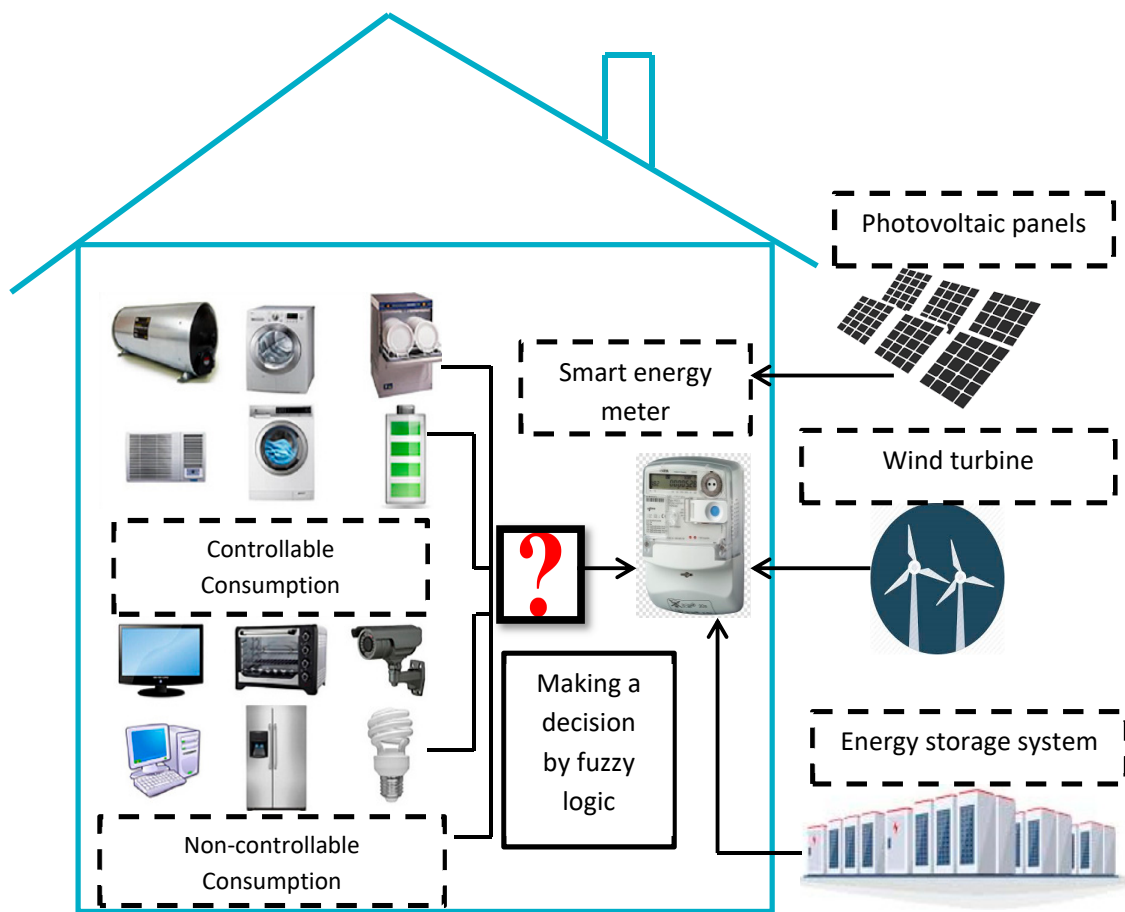 Photovoltaic panels
Smart energy
meter
Wind turbine
Controllable
Consumption
?
Making a
decision
by fuzzy
logic
Energy storage system
Non-controllable
Consumption